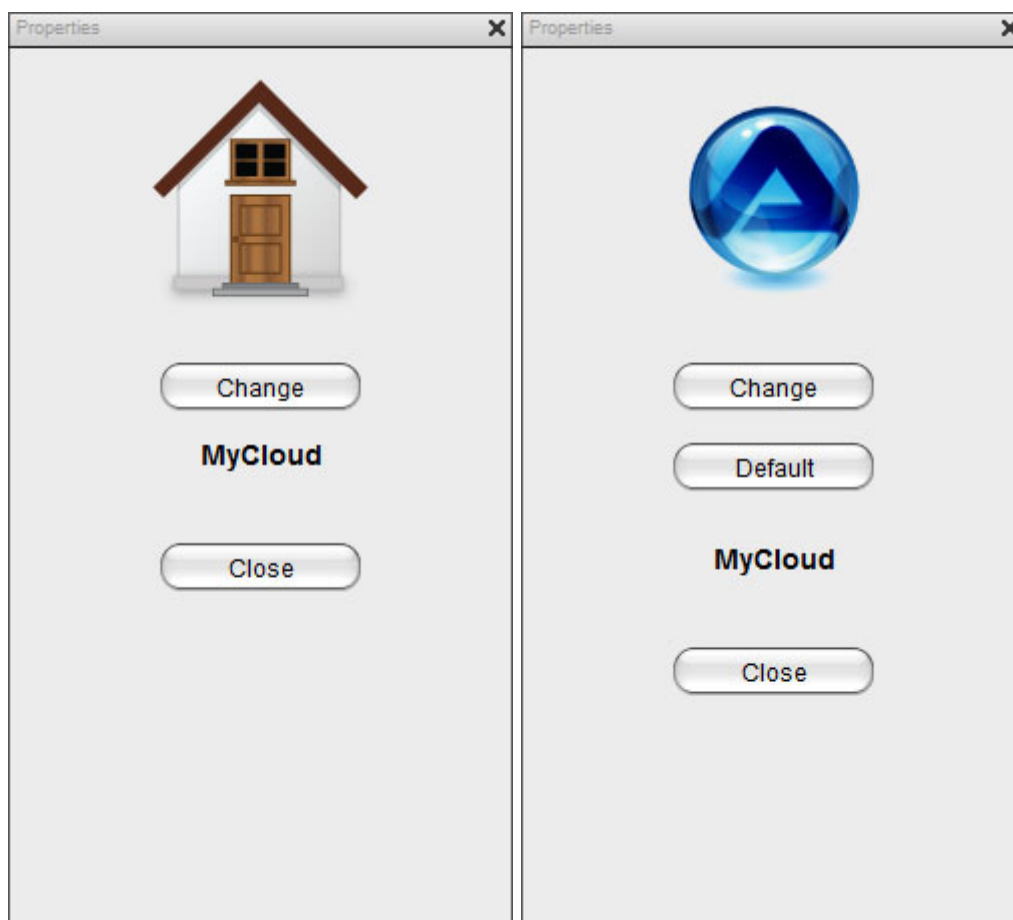 Properties
Change
MyCloud
Close
Properties
Change
Default
MyCloud
Close